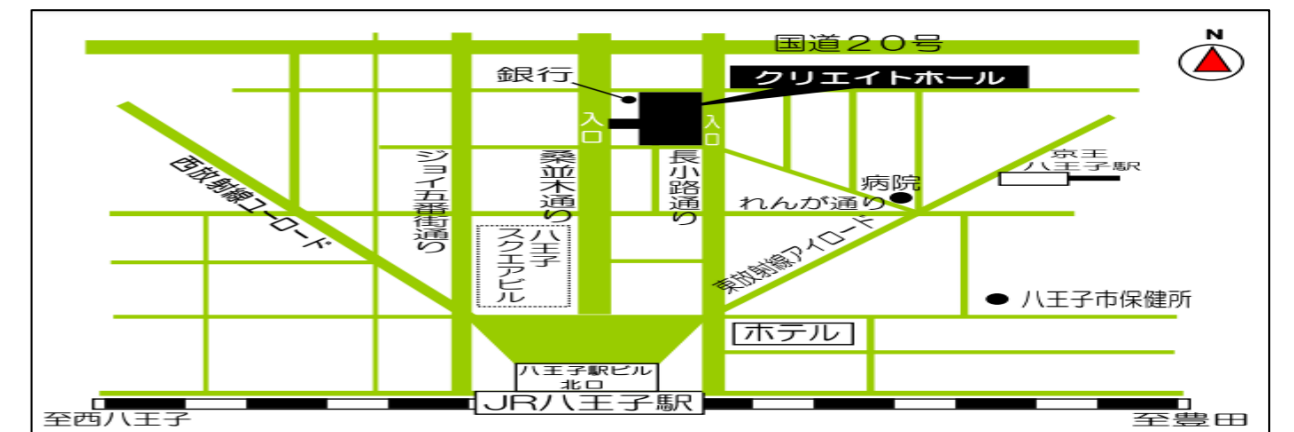 N
国道２０号
銀行
クリエイトホール
入口
入口
西放射線ユーロード
ジョイ五番街通り
桑並木通り
長小路通り
京王
八王子駅
病院
れんが通り
八王子
スクエアビル
東放射線アイロード
八王子市保健所
ホテル
八王子駅ビル
北口
JR八王子駅
至西八王子
至豊田